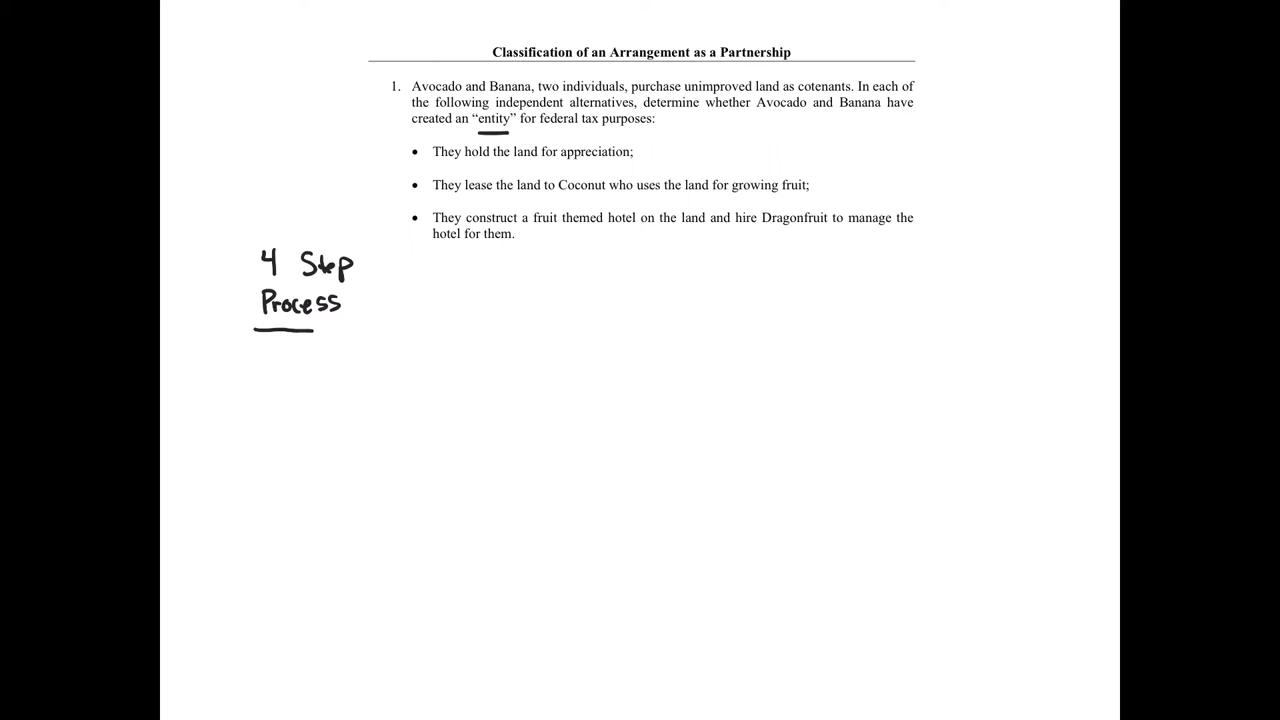 Classification of an Arrangement as a Partnership
1. Avocado and Banana, two individuals, purchase unimproved land as cotenants. In each of
the following independent alternatives, determine whether Avocado and Banana have
created an “entity” for federal tax purposes:
• They hold the land for appreciation;
• They lease the land to Coconut who uses the land for growing fruit;
• They construct a fruit themed hotel on the land and hire Dragonfruit to manage the
hotel for them.
4 Step
Process